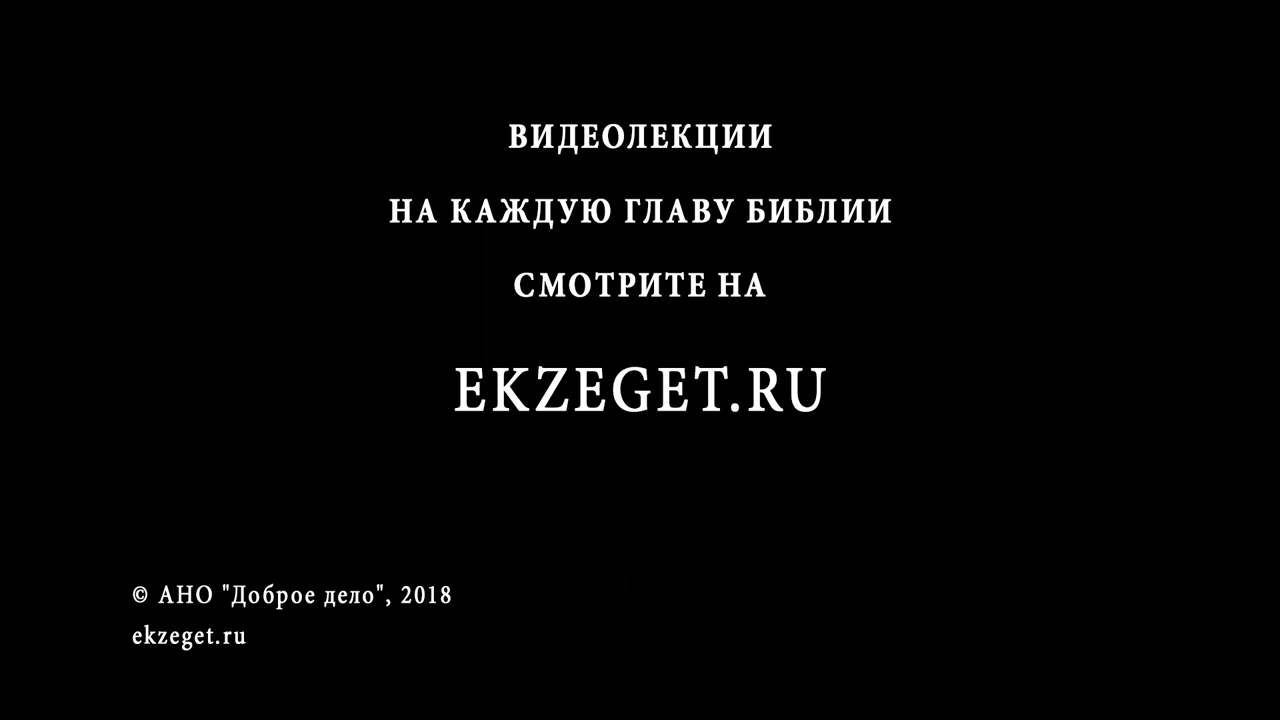 ВИДЕОЛЕКЦИИ
НА КАЖДУЮ ГЛАВУ БИБЛИИ
СМОТРИТЕ НА
EKZEGET.RU
© АНО "Доброе дело", 2018
ekzeget.ru